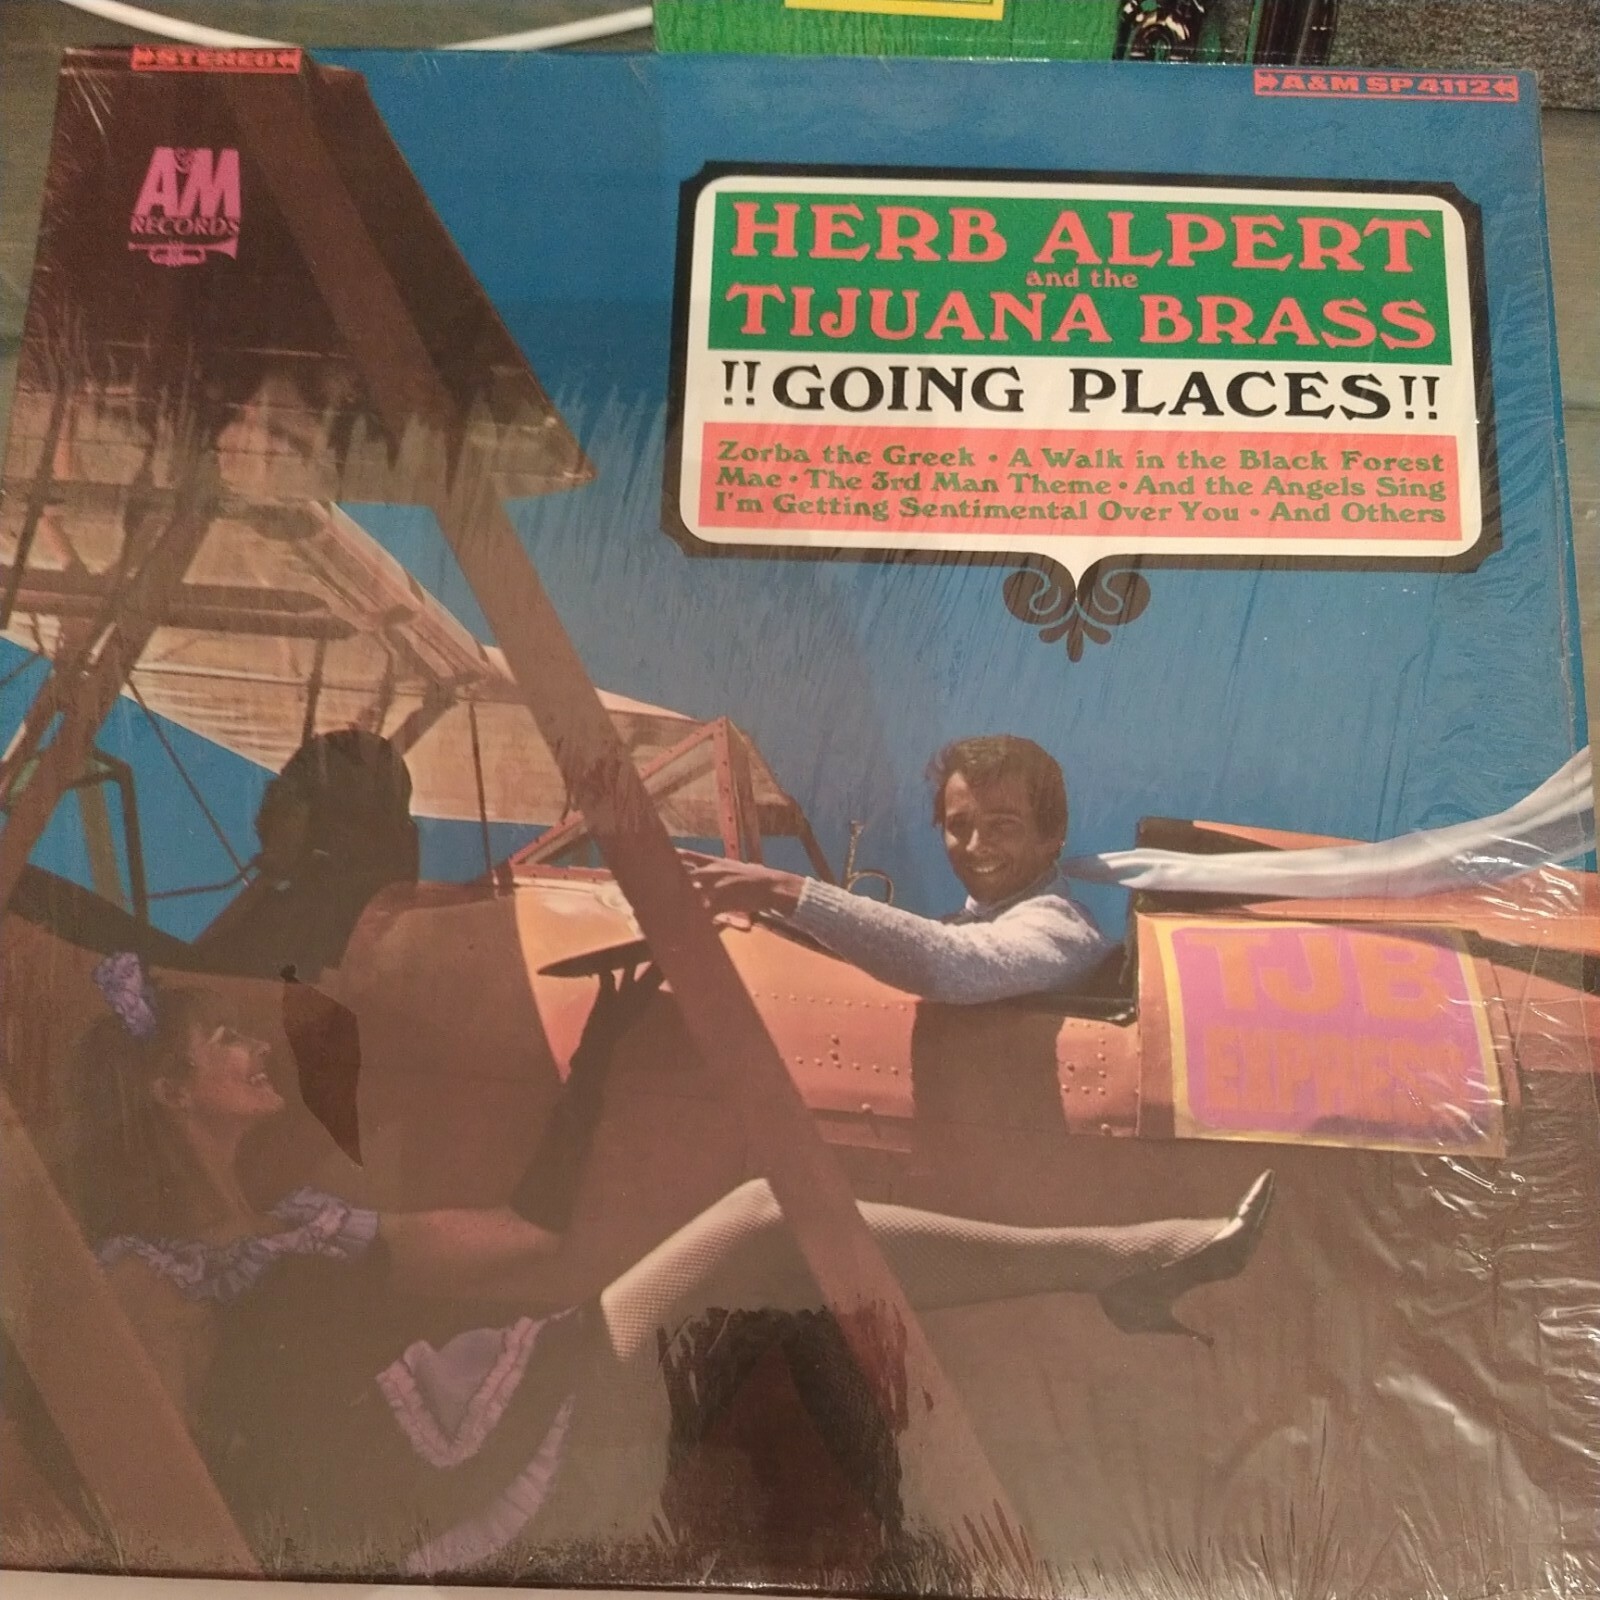 STEREO
A&M SP 4112
A&M
RECORDS
HERB ALPERT
and the
TIJUANA BRASS
!!GOING PLACES!!
Zorba the Greek • A Walk in the Black Forest
Mae • The 3rd Man Theme • And the Angels Sing
I'm Getting Sentimental Over You • And Others
TJB
EXPRESS